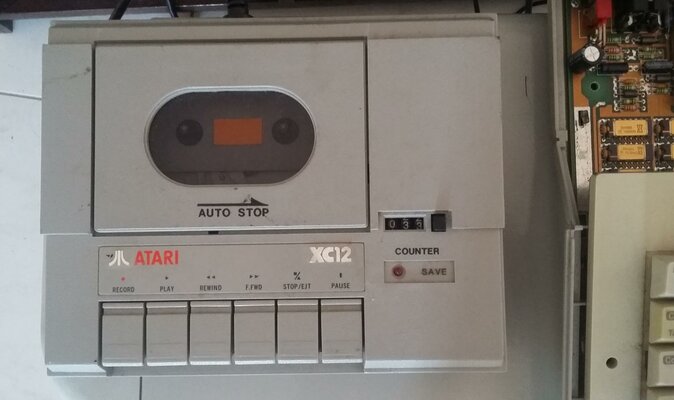 AUTO STOP
033
COUNTER
SAVE
ATARI XC12
RECORD PLAY REWIND F.FWD STOP/EJT PAUSE